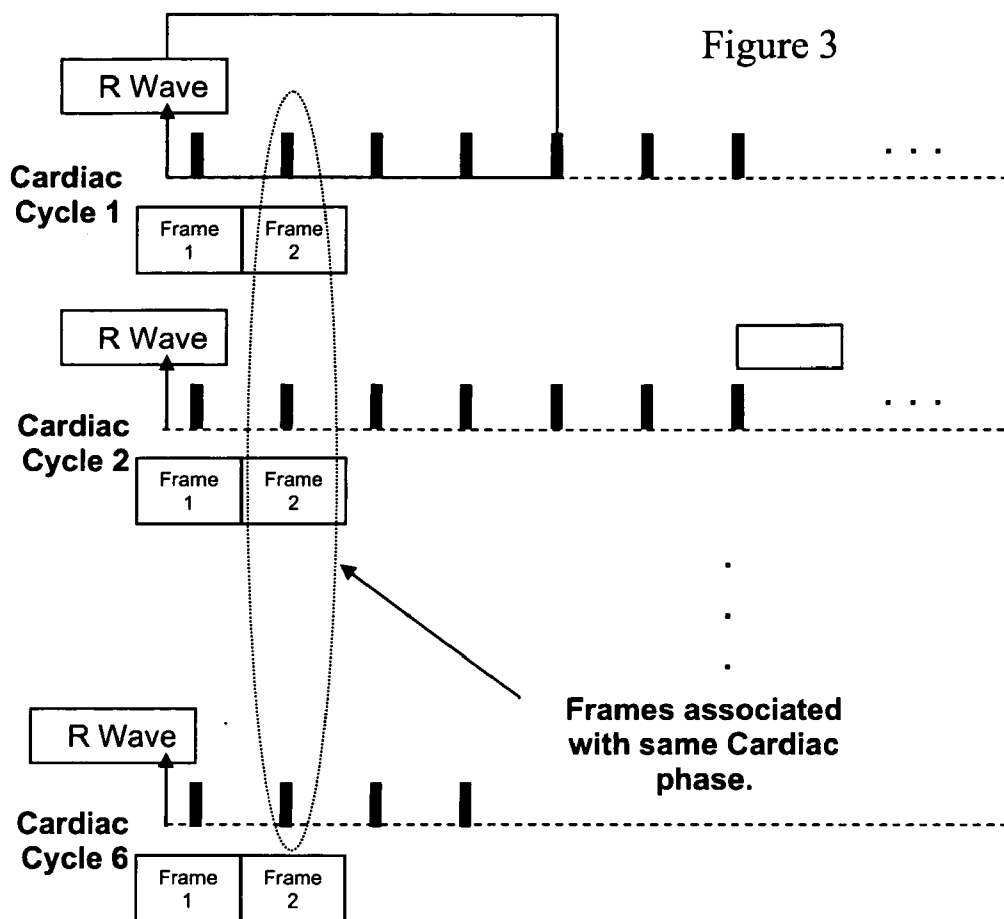 Figure 3
R Wave
Cardiac
Cycle 1
Frame
1
Frame
2
. . .
R Wave
Cardiac
Cycle 2
Frame
1
Frame
2
. . .
.
.
.
Frames associated
with same Cardiac
phase.
R Wave
Cardiac
Cycle 6
Frame
1
Frame
2